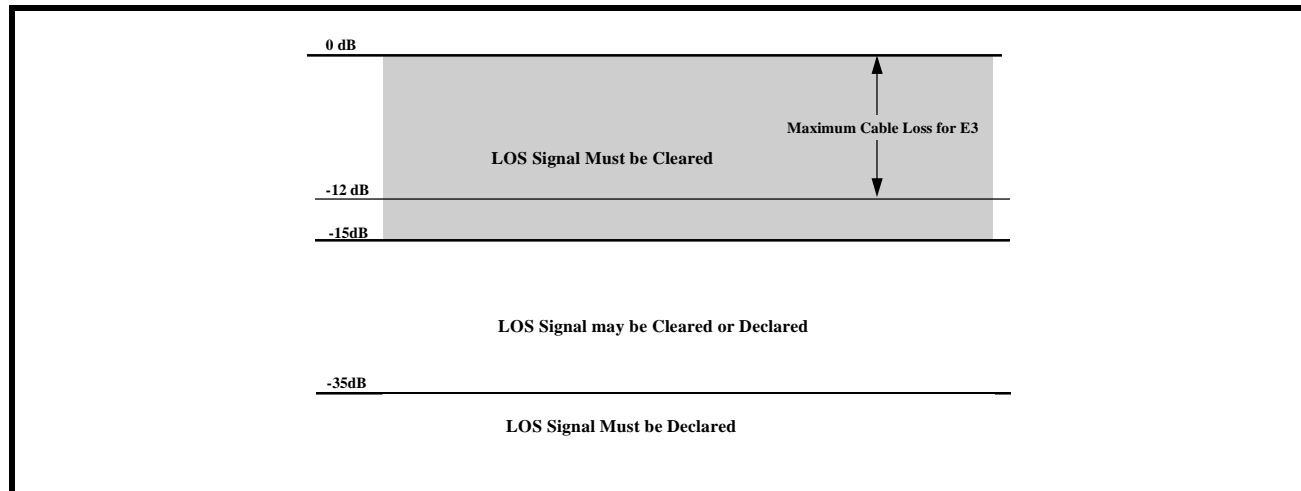 0 dB
Maximum Cable Loss for E3
LOS Signal Must be Cleared
-12 dB
-15dB
LOS Signal may be Cleared or Declared
-35dB
LOS Signal Must be Declared